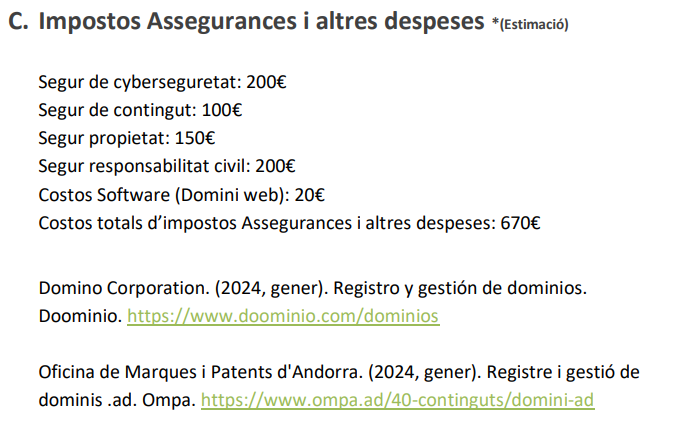 C. Impostos Assegurances i altres despeses *(Estimació)
Segur de cyberseguretat: 200€
Segur de contingut: 100€
Segur propietat: 150€
Segur responsabilitat civil: 200€
Costos Software (Domini web): 20€
Costos totals d’impostos Assegurances i altres despeses: 670€
Domino Corporation. (2024, gener). Registro y gestión de dominios.
Doominio. https://www.doominio.com/dominios
Oficina de Marques i Patents d'Andorra. (2024, gener). Registre i gestió de
dominis .ad. Ompa. https://www.ompa.ad/40-continguts/domini-ad